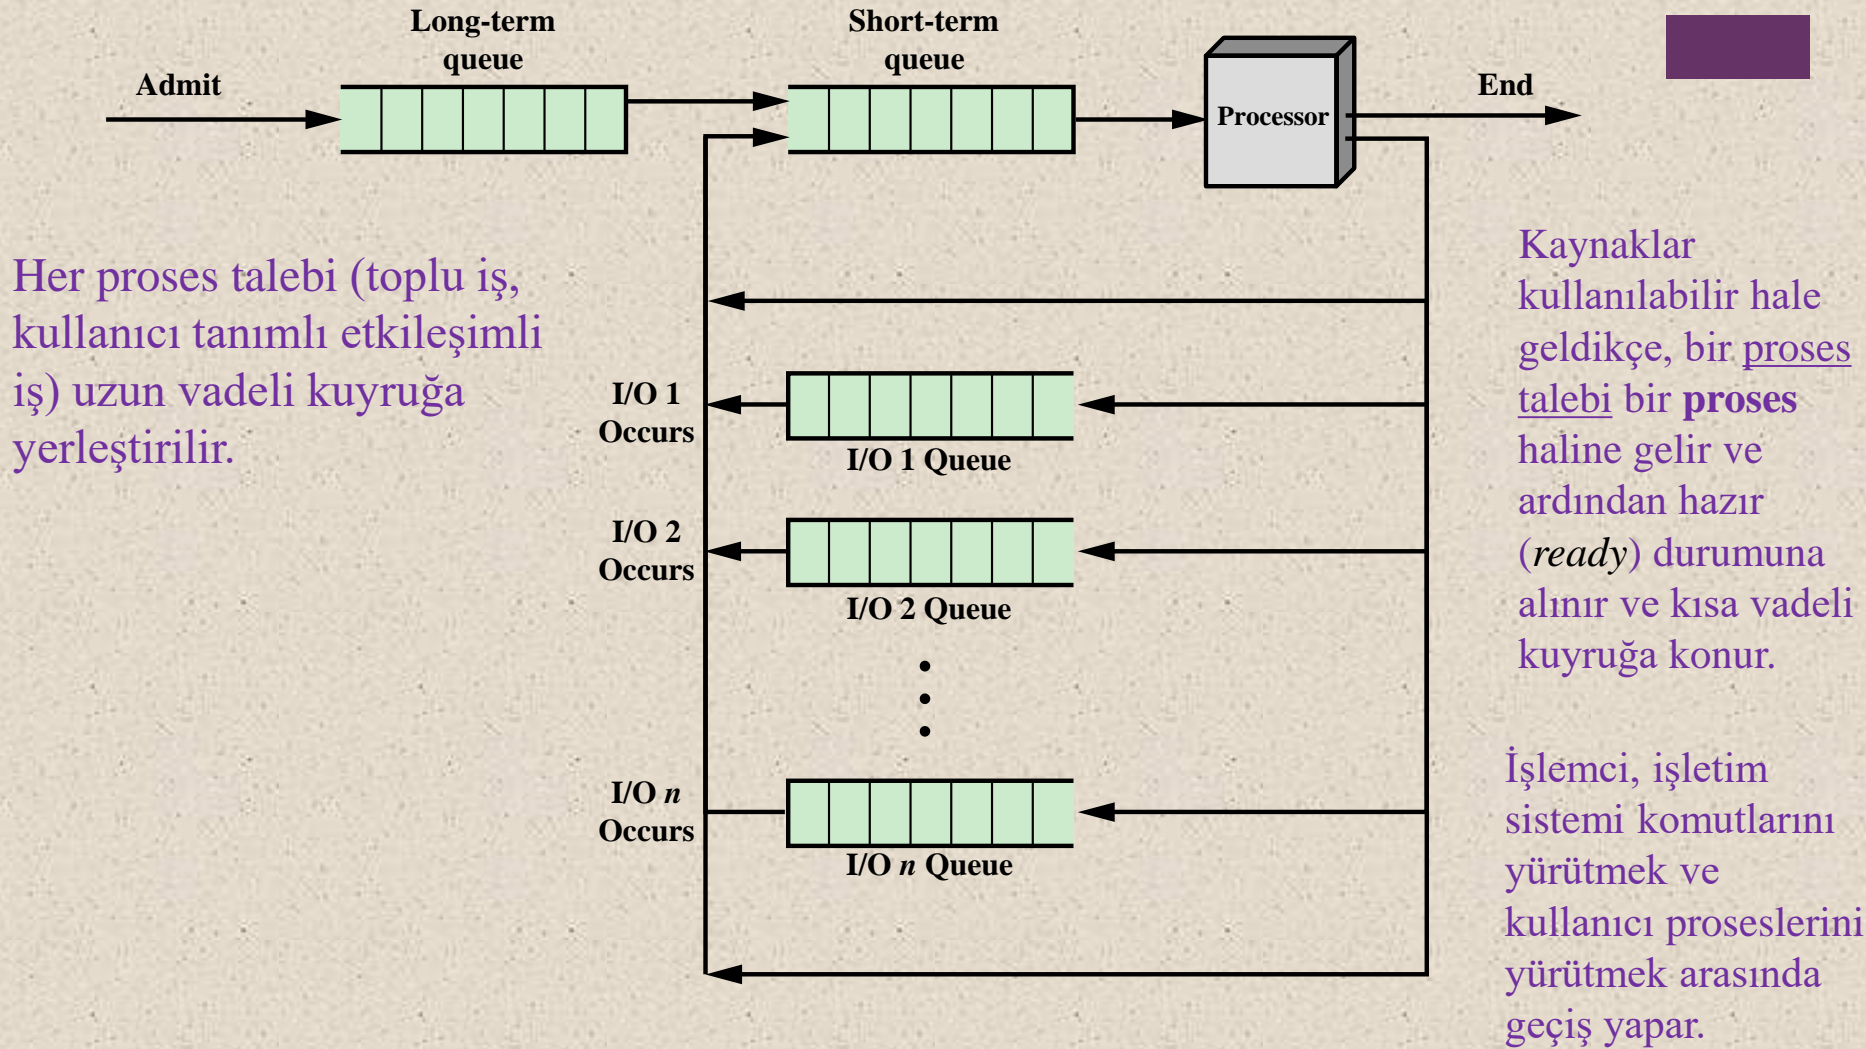 Long-term
queue
Short-term
queue
Admit
Processor
End
Her proses talebi (toplu iş,
kullanıcı tanımlı etkileşimli
iş) uzun vadeli kuyruğa
yerleştirilir.
I/O 1
Occurs
I/O 1 Queue
I/O 2
Occurs
I/O 2 Queue
I/O n
Occurs
I/O n Queue
Kaynaklar
kullanılabilir hale
geldikçe, bir proses
talebi bir proses
haline gelir ve
ardından hazır
(ready) durumuna
alınır ve kısa vadeli
kuyruğa konur.
İşlemci, işletim
sistemi komutlarını
yürütmek ve
kullanıcı proseslerini
yürütmek arasında
geçiş yapar.